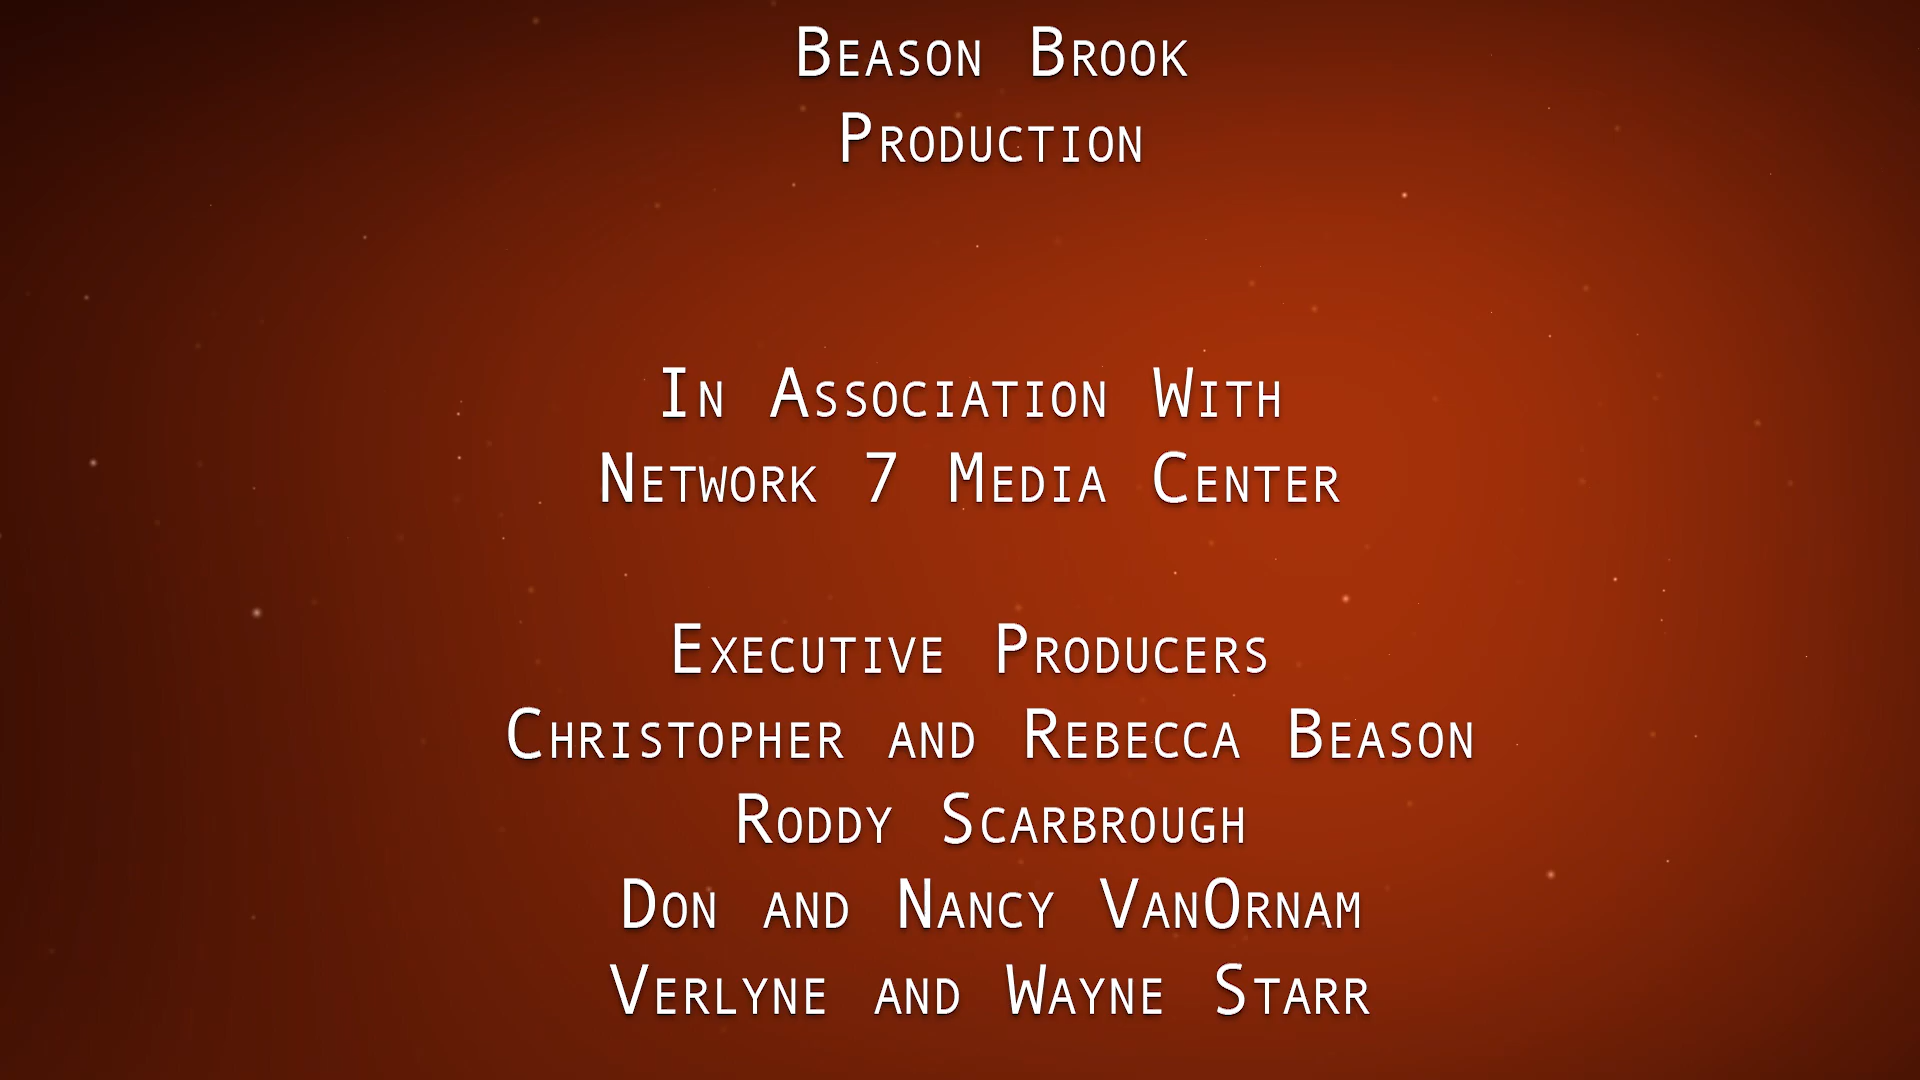 Beason Brook
Production
In Association With
Network 7 Media Center
Executive Producers
Christopher and Rebecca Beason
Roddy Scarbrough
Don and Nancy VanOrnam
Verlyne and Wayne Starr